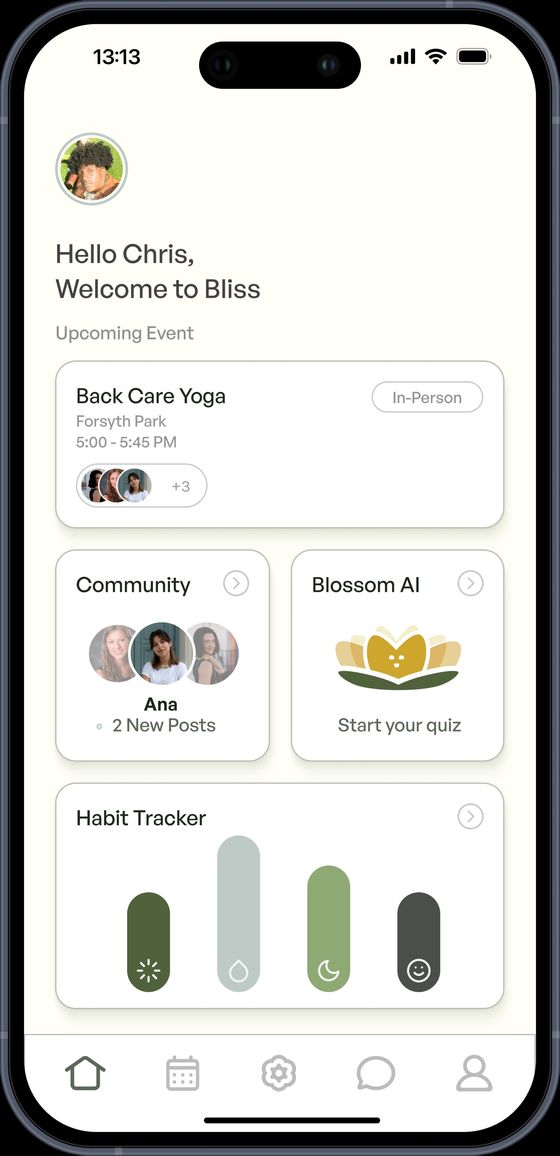 13:13
Hello Chris,
Welcome to Bliss
Upcoming Event
Back Care Yoga
In-Person
Forsyth Park
5:00 - 5:45 PM
+3
Community
Ana
2 New Posts
Blossom AI
Start your quiz
Habit Tracker